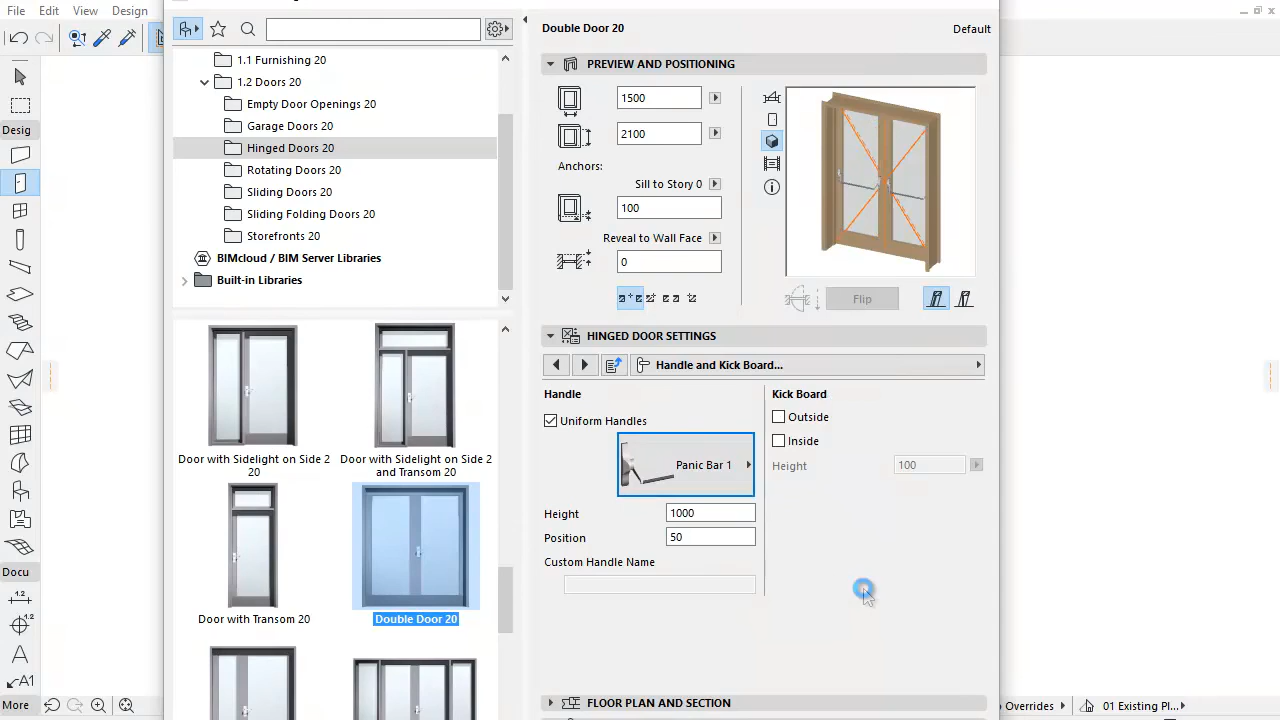 File Edit View Design
Desig
Docu
More
1.1 Furnishing 20
1.2 Doors 20
Empty Door Openings 20
Garage Doors 20
Hinged Doors 20
Rotating Doors 20
Sliding Doors 20
Sliding Folding Doors 20
Storefronts 20
BIMcloud / BIM Server Libraries
Built-in Libraries
Door with Sidelight on Side 2
20
Door with Sidelight on Side 2
and Transom 20
Door with Transom 20
Double Door 20
Double Door 20
Default
PREVIEW AND POSITIONING
1500
2100
Anchors:
Sill to Story 0
100
Reveal to Wall Face
0
Flip
HINGED DOOR SETTINGS
Handle and Kick Board...
Handle
Uniform Handles
Panic Bar 1
Height 1000
Position 50
Custom Handle Name
Kick Board
Outside
Inside
Height 100
FLOOR PLAN AND SECTION
1.2
1.2
A
A1
Overrides
01 Existing Pl...